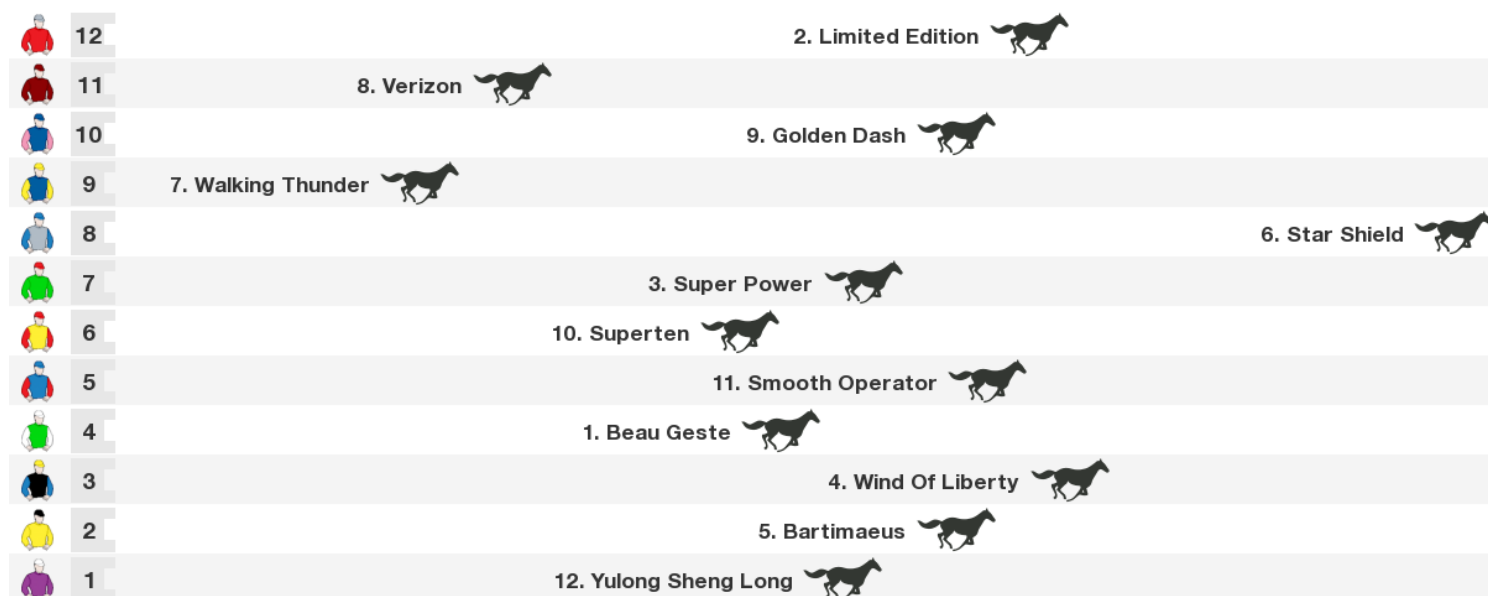 12 2. Limited Edition
11 8. Verizon
10 9. Golden Dash
9 7. Walking Thunder
8 6. Star Shield
7 3. Super Power
6 10. Superten
5 11. Smooth Operator
4 1. Beau Geste
3 4. Wind Of Liberty
2 5. Bartimaeus
1 12. Yulong Sheng Long